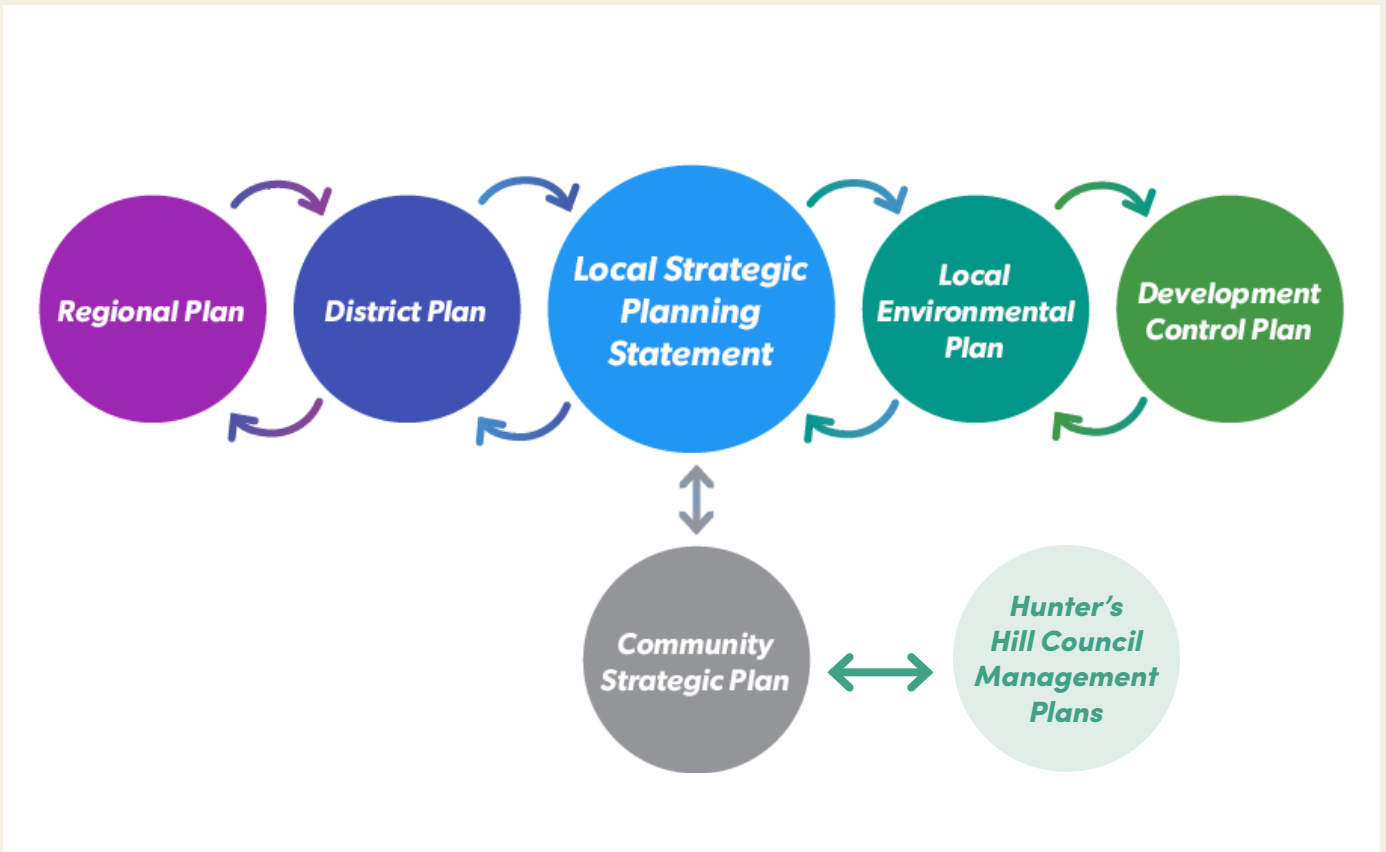 Regional Plan
District Plan
Local Strategic
Planning
Statement
Local
Environmental
Plan
Development
Control Plan
Community
Strategic Plan
Hunter’s
Hill Council
Management
Plans